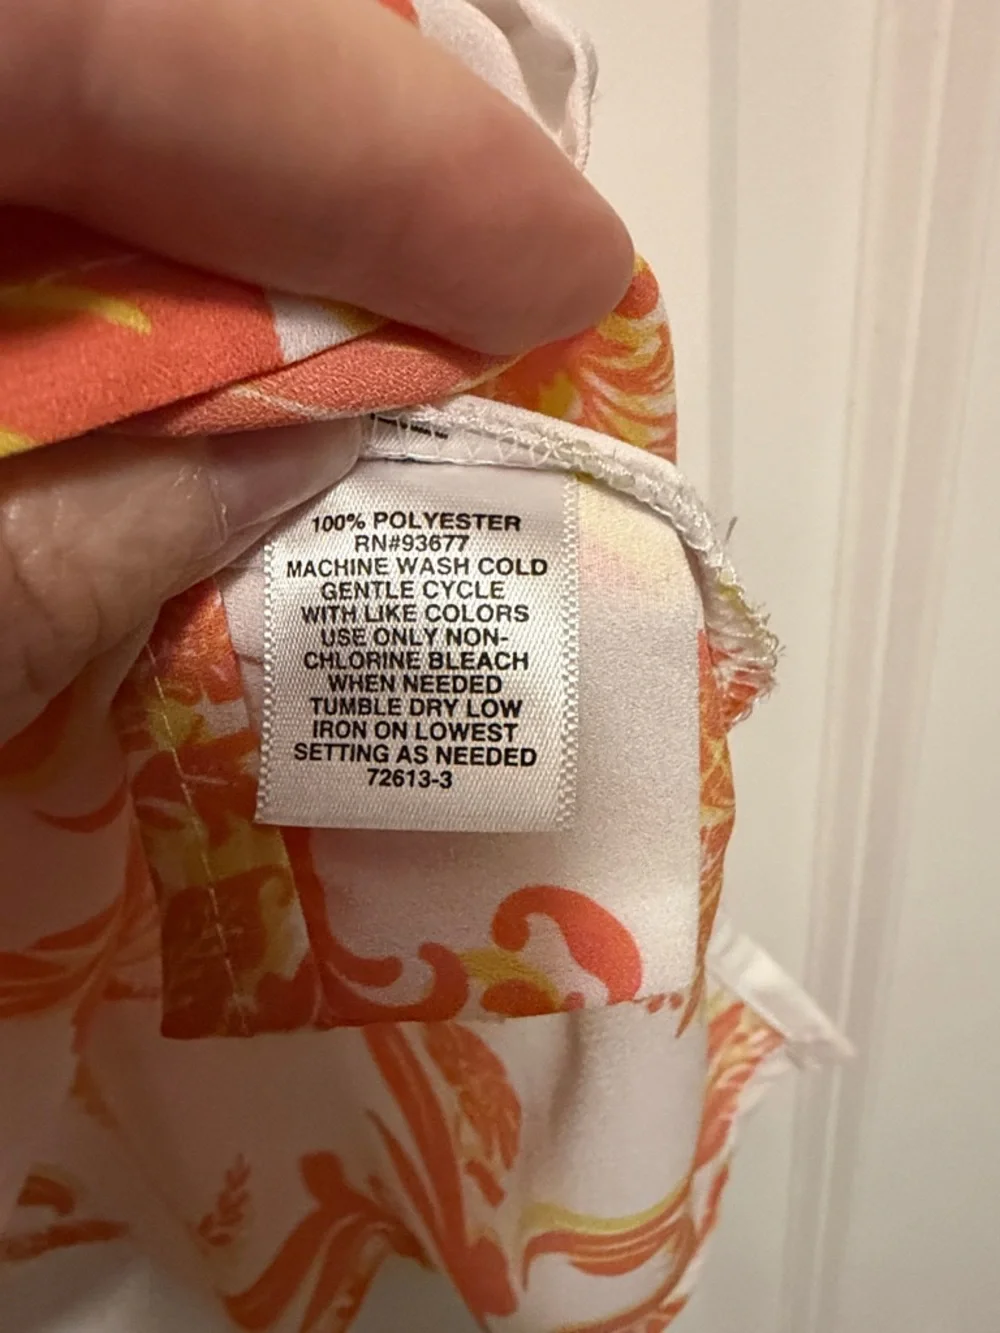 100% POLYESTER
RN#93677
MACHINE WASH COLD
GENTLE CYCLE
WITH LIKE COLORS
USE ONLY NON-
CHLORINE BLEACH
WHEN NEEDED
TUMBLE DRY LOW
IRON ON LOWEST
SETTING AS NEEDED
72613-3